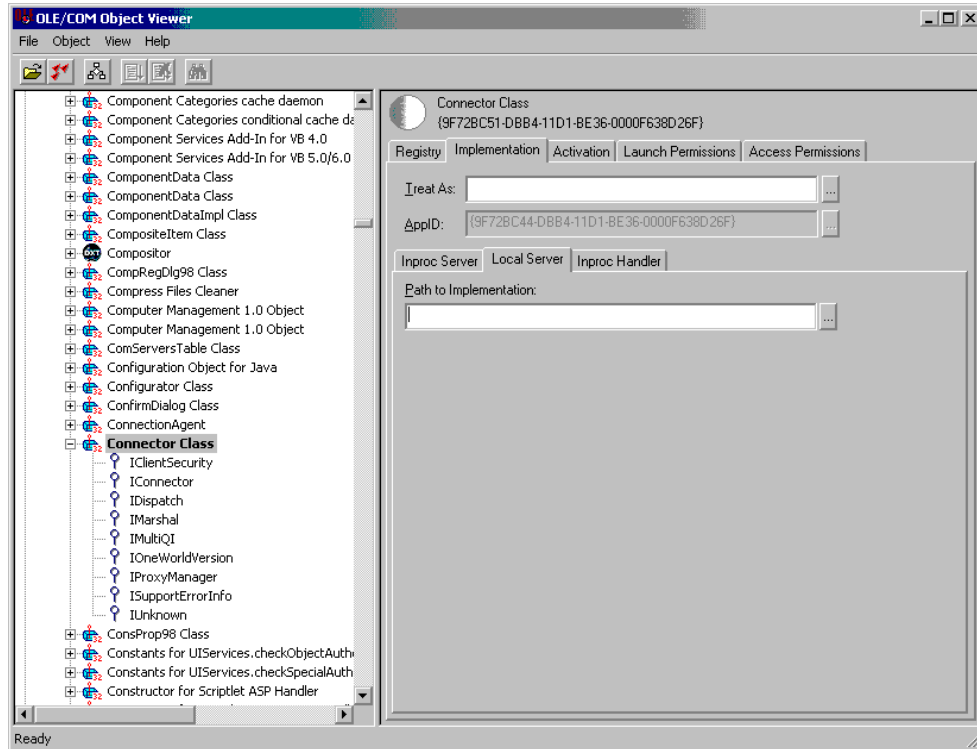 OLE/COM Object Viewer
File Object View Help
Component Categories cache daemon
Component Categories conditional cache da
Component Services Add-In for VB 4.0
Component Services Add-In for VB 5.0/6.0
ComponentData Class
ComponentData Class
ComponentDataImpl Class
CompositeItem Class
Compositor
CompRegDlg98 Class
Compress Files Cleaner
Computer Management 1.0 Object
Computer Management 1.0 Object
ComServersTable Class
Configuration Object for Java
Configurator Class
ConfirmDialog Class
ConnectionAgent
Connector Class
IClientSecurity
IConnector
IDispatch
IMarshal
IMultiQI
IOneWorldVersion
IProxyManager
ISupportErrorInfo
IUnknown
ConsProp98 Class
Constants for UIServices.checkObjectAuth
Constants for UIServices.checkSpecialAuth
Constructor for Scriptlet ASP Handler
Connector Class
{9F72BC51-DBB4-11D1-BE36-0000F638D26F}
Registry Implementation Activation Launch Permissions Access Permissions
Treat As: ...
AppID: {9F72BC44-DBB4-11D1-BE36-0000F638D26F} ...
Inproc Server Local Server Inproc Handler
Path to Implementation:
...
Ready